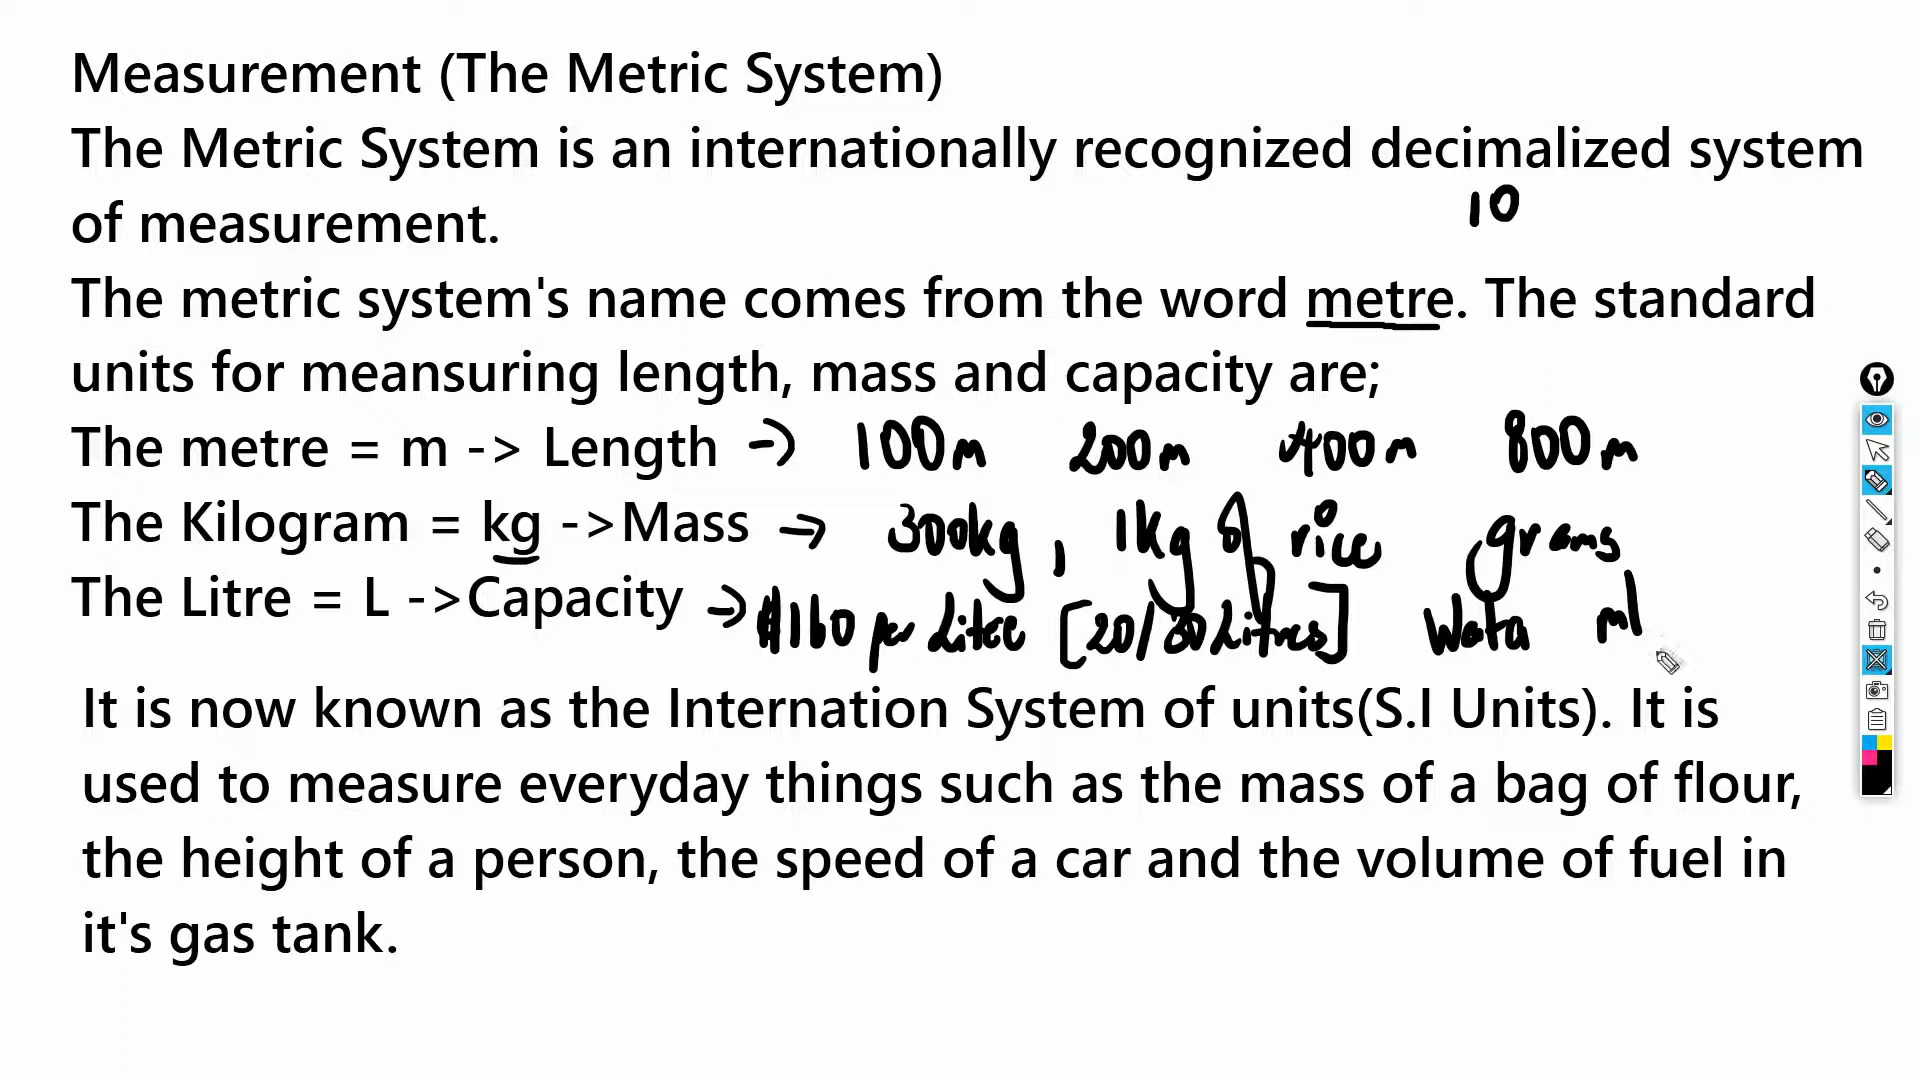 Measurement (The Metric System)
The Metric System is an internationally recognized decimalized system
10
of measurement.
The metric system's name comes from the word metre. The standard
units for meansuring length, mass and capacity are;
The metre = m -> Length -> 100m 200m 400m 800m
The Kilogram = kg ->Mass -> 300kg, 1kg of rice grams
The Litre = L ->Capacity -> $160 per Litre [20/80 Litres] ml
It is now known as the Internation System of units(S.I Units). It is
used to measure everyday things such as the mass of a bag of flour,
the height of a person, the speed of a car and the volume of fuel in
it's gas tank.